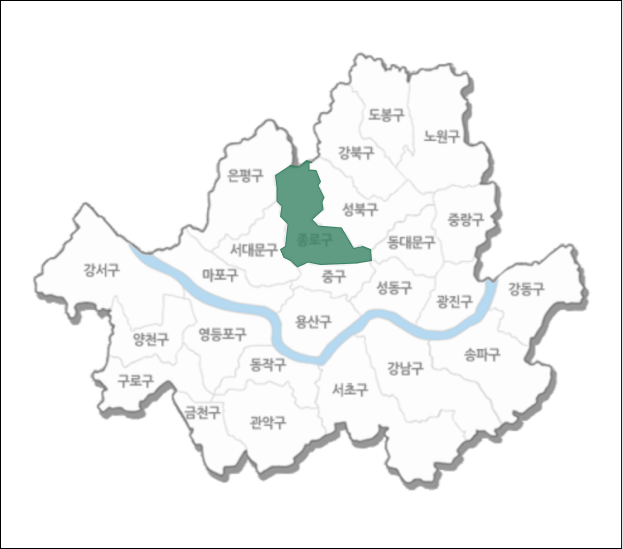 도봉구
노원구
강북구
은평구
성북구
중랑구
종로구
동대문구
서대문구
강서구
마포구
중구
성동구
강동구
광진구
용산구
영등포구
양천구
송파구
동작구
강남구
구로구
서초구
금천구
관악구